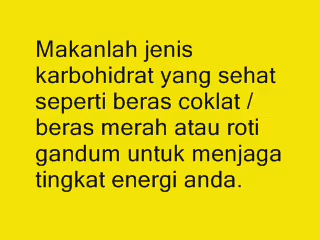 Makanlah jenis
karbohidrat yang sehat
seperti beras coklat /
beras merah atau roti
gandum untuk menjaga
tingkat energi anda.